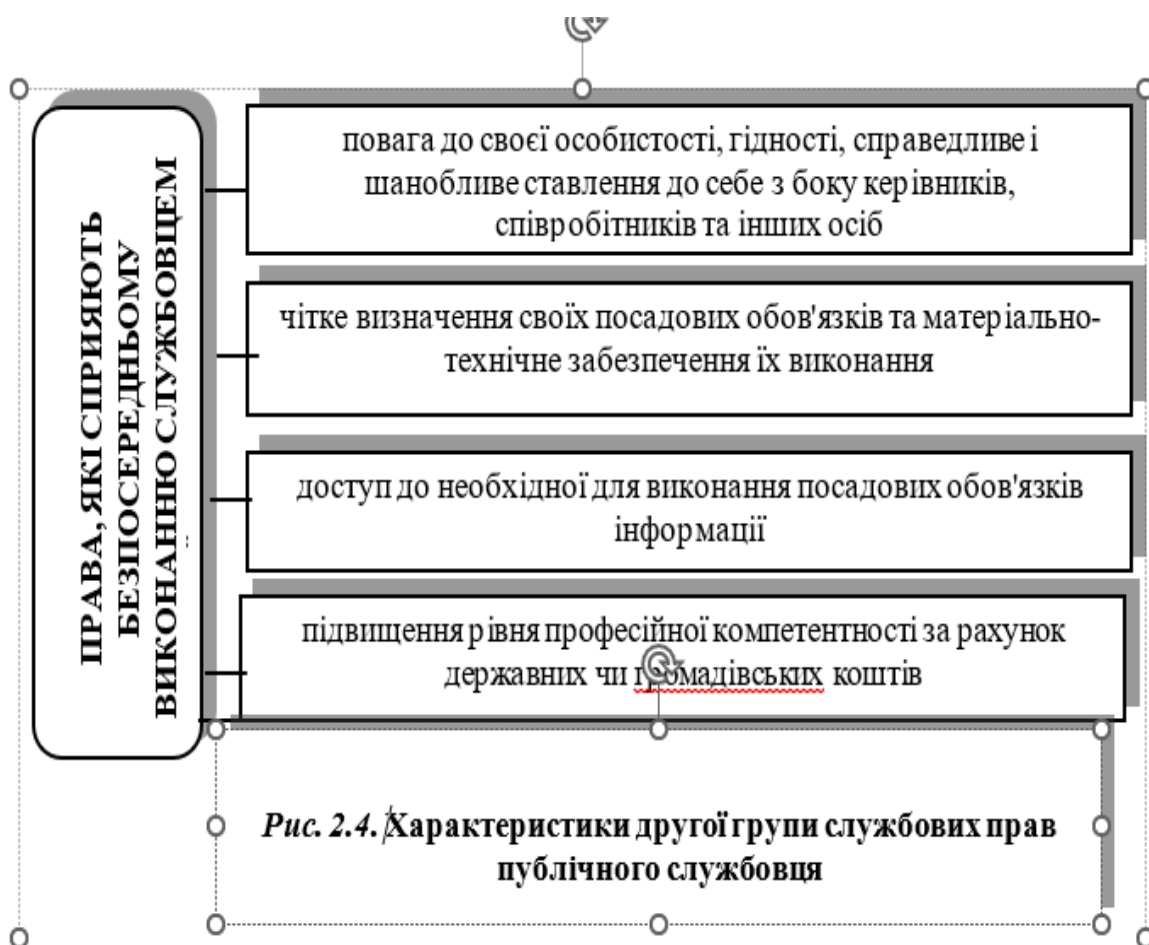 ПРАВА, ЯКІ СПРИЯЮТЬ
БЕЗПОСЕРЕДНЬОМУ
ВИКОНАННЮ СЛУЖБОВЦЕМ
повага до своєї особистості, гідності, справедливе і
шанобливе ставлення до себе з боку керівників,
співробітників та інших осіб
чітке визначення своїх посадових обов'язків та матеріально-
технічне забезпечення їх виконання
доступ до необхідної для виконання посадових обов'язків
інформації
підвищення рівня професійної компетентності за рахунок
державних чи громадівських коштів
Рис. 2.4. Характеристики другої групи службових прав
публічного службовця